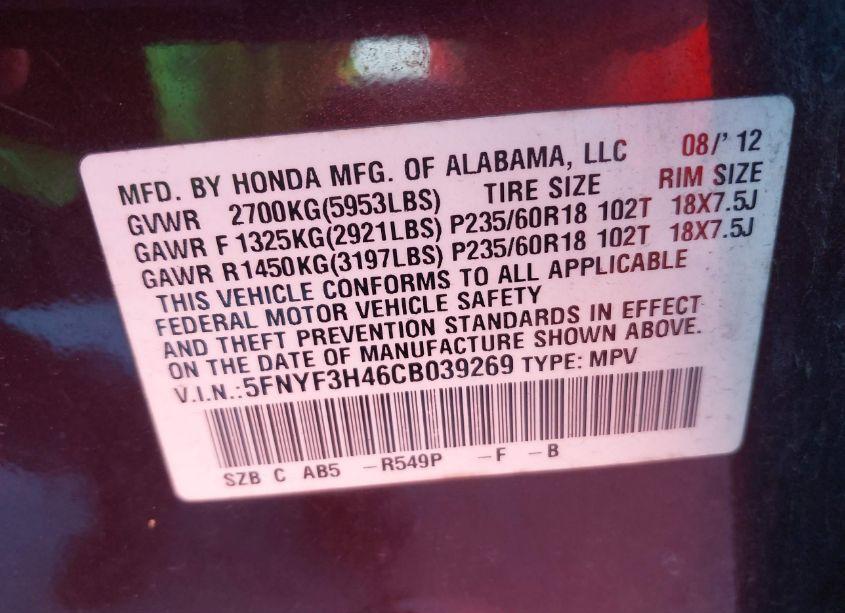 MFD. BY HONDA MFG. OF ALABAMA, LLC 08/' 12
GVWR 2700KG(5953LBS) TIRE SIZE RIM SIZE
GAWR F 1325KG(2921LBS) P235/60R18 102T 18X7.5J
GAWR R1450KG(3197LBS) P235/60R18 102T 18X7.5J
THIS VEHICLE CONFORMS TO ALL APPLICABLE
FEDERAL MOTOR VEHICLE SAFETY
AND THEFT PREVENTION STANDARDS IN EFFECT
ON THE DATE OF MANUFACTURE SHOWN ABOVE.
V.I.N.:5FNYF3H46CB039269 TYPE: MPV
SZB C AB5 -R549P -F -B